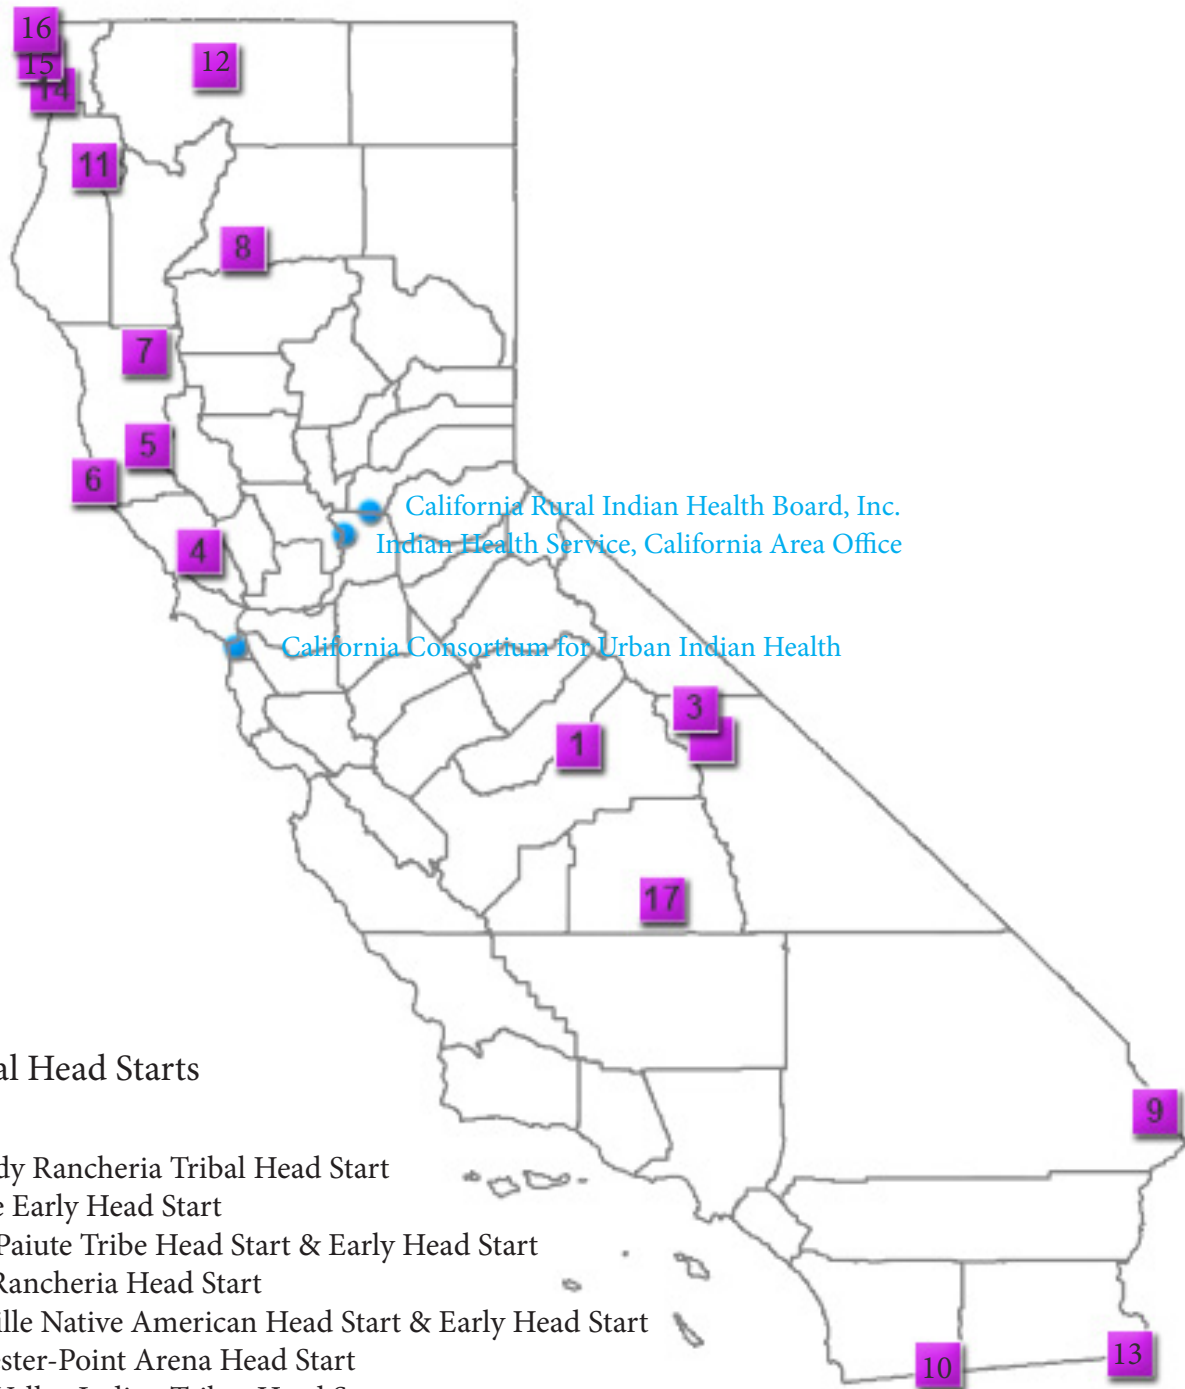 16
15
14
12
11
8
7
5
6
California Rural Indian Health Board, Inc.
Indian Health Service, California Area Office
4
California Consortium for Urban Indian Health
3
1
17
al Head Starts
9
dy Rancheria Tribal Head Start
e Early Head Start
Paiute Tribe Head Start & Early Head Start
Rancheria Head Start
ille Native American Head Start & Early Head Start
ester-Point Arena Head Start
10
13